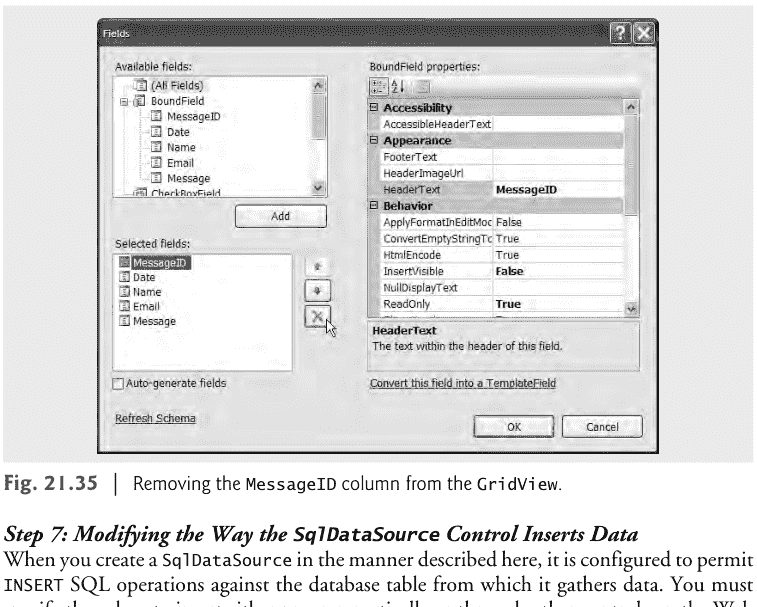 Fields
Available fields:
(All Fields)
BoundField
MessageID
Date
Name
Email
Message
CheckBoxField
Add
Selected fields:
MessageID
Date
Name
Email
Message
Auto-generate fields
Refresh Schema
BoundField properties:
Accessibility
AccessibleHeaderText
Appearance
FooterText
HeaderImageUrl
HeaderText MessageID
Behavior
ApplyFormatInEditMoc False
ConvertEmptyStringTc True
HtmlEncode True
InsertVisible False
NullDisplayText
ReadOnly True
HeaderText
The text within the header of this field.
Convert this field into a TemplateField
OK Cancel
Fig. 21.35 | Removing the MessageID column from the GridView.
Step 7: Modifying the Way the SqlDataSource Control Inserts Data
When you create a SqlDataSource in the manner described here, it is configured to permit
INSERT SQL operations against the database table from which it gathers data. You must